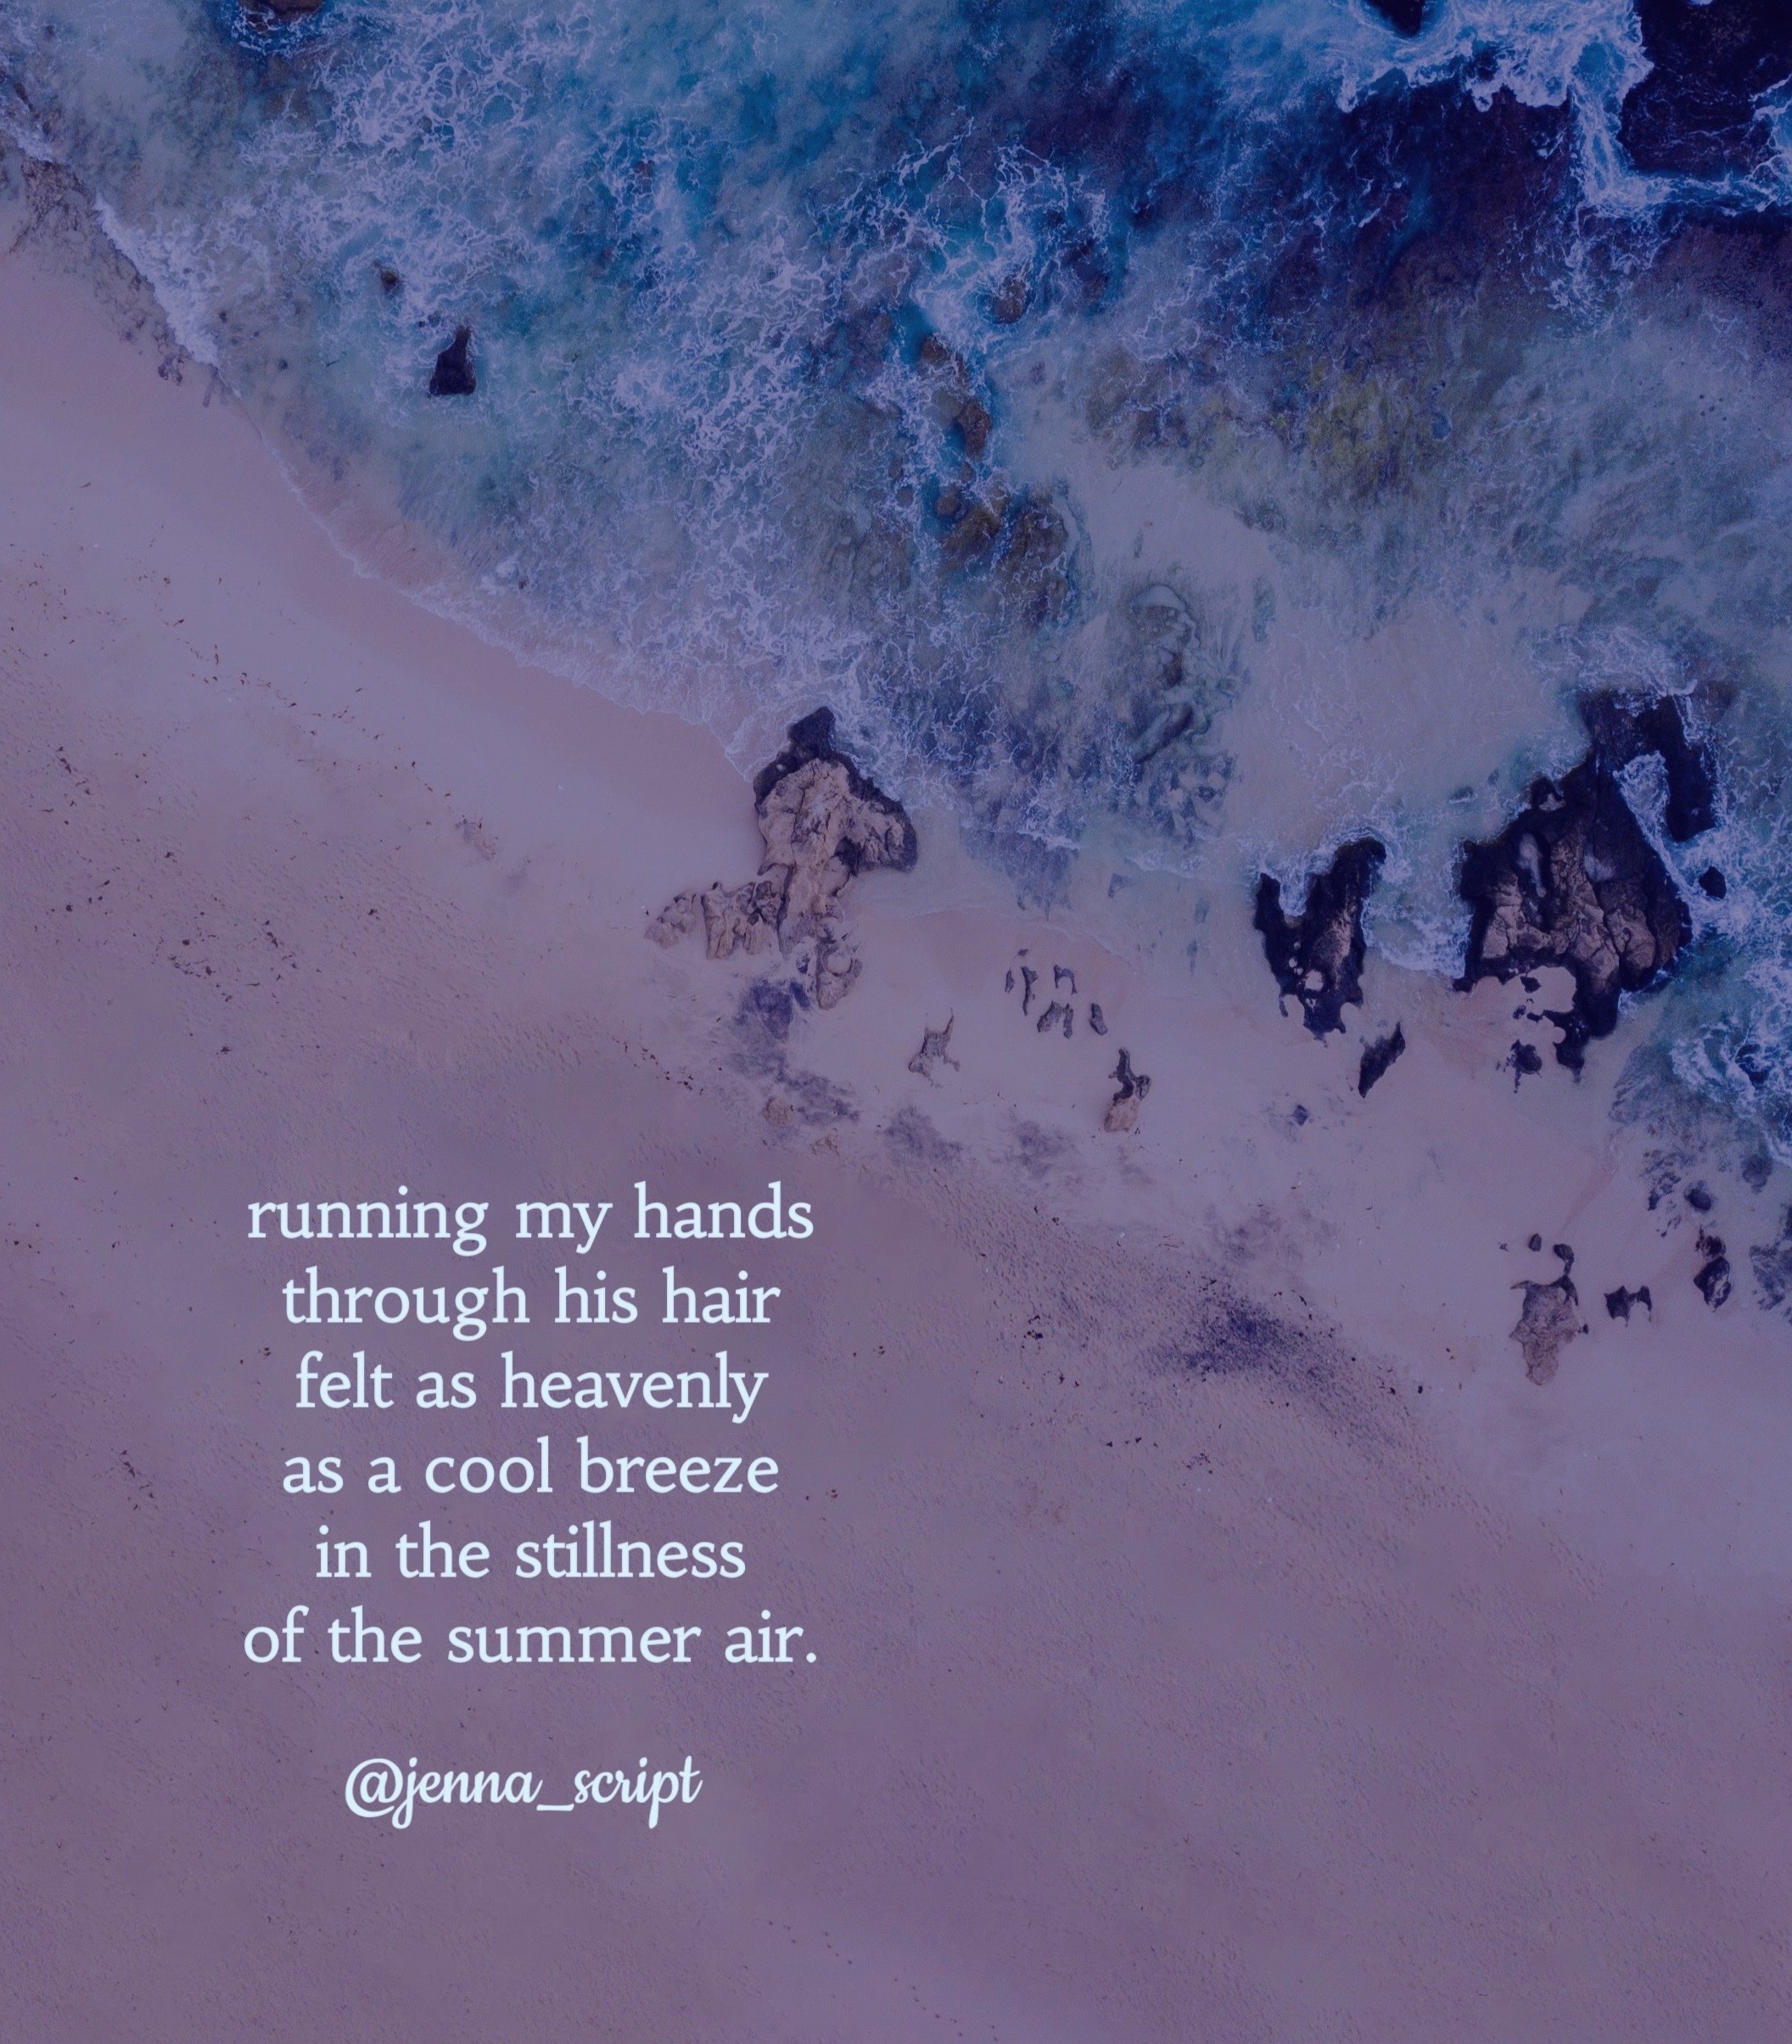 running my hands
through his hair
felt as heavenly
as a cool breeze
in the stillness
of the summer air.
@jenna_script